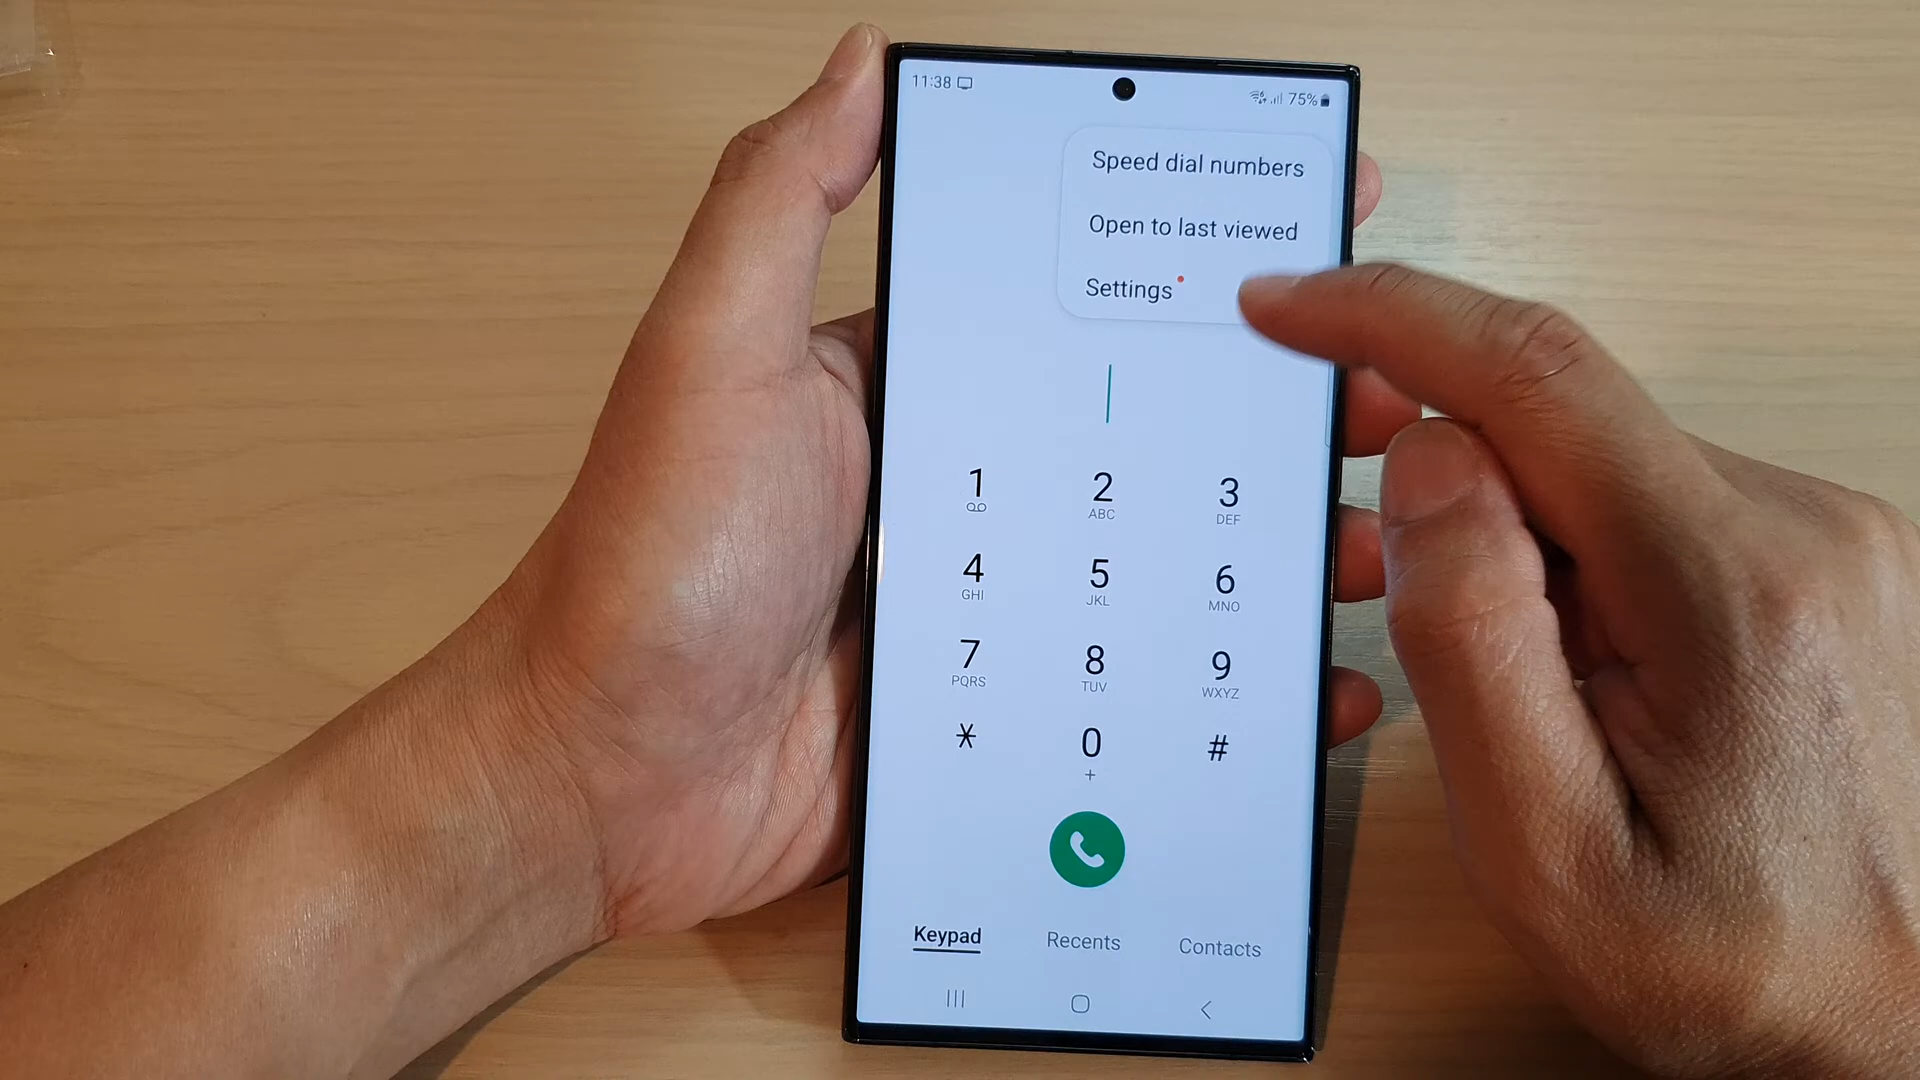 11:38
75%
Speed dial numbers
Open to last viewed
Settings
1 2 3
ABC DEF
4 5 6
GHI JKL MNO
7 8 9
PQRS TUV WXYZ
* 0 #
+
Keypad Recents Contacts